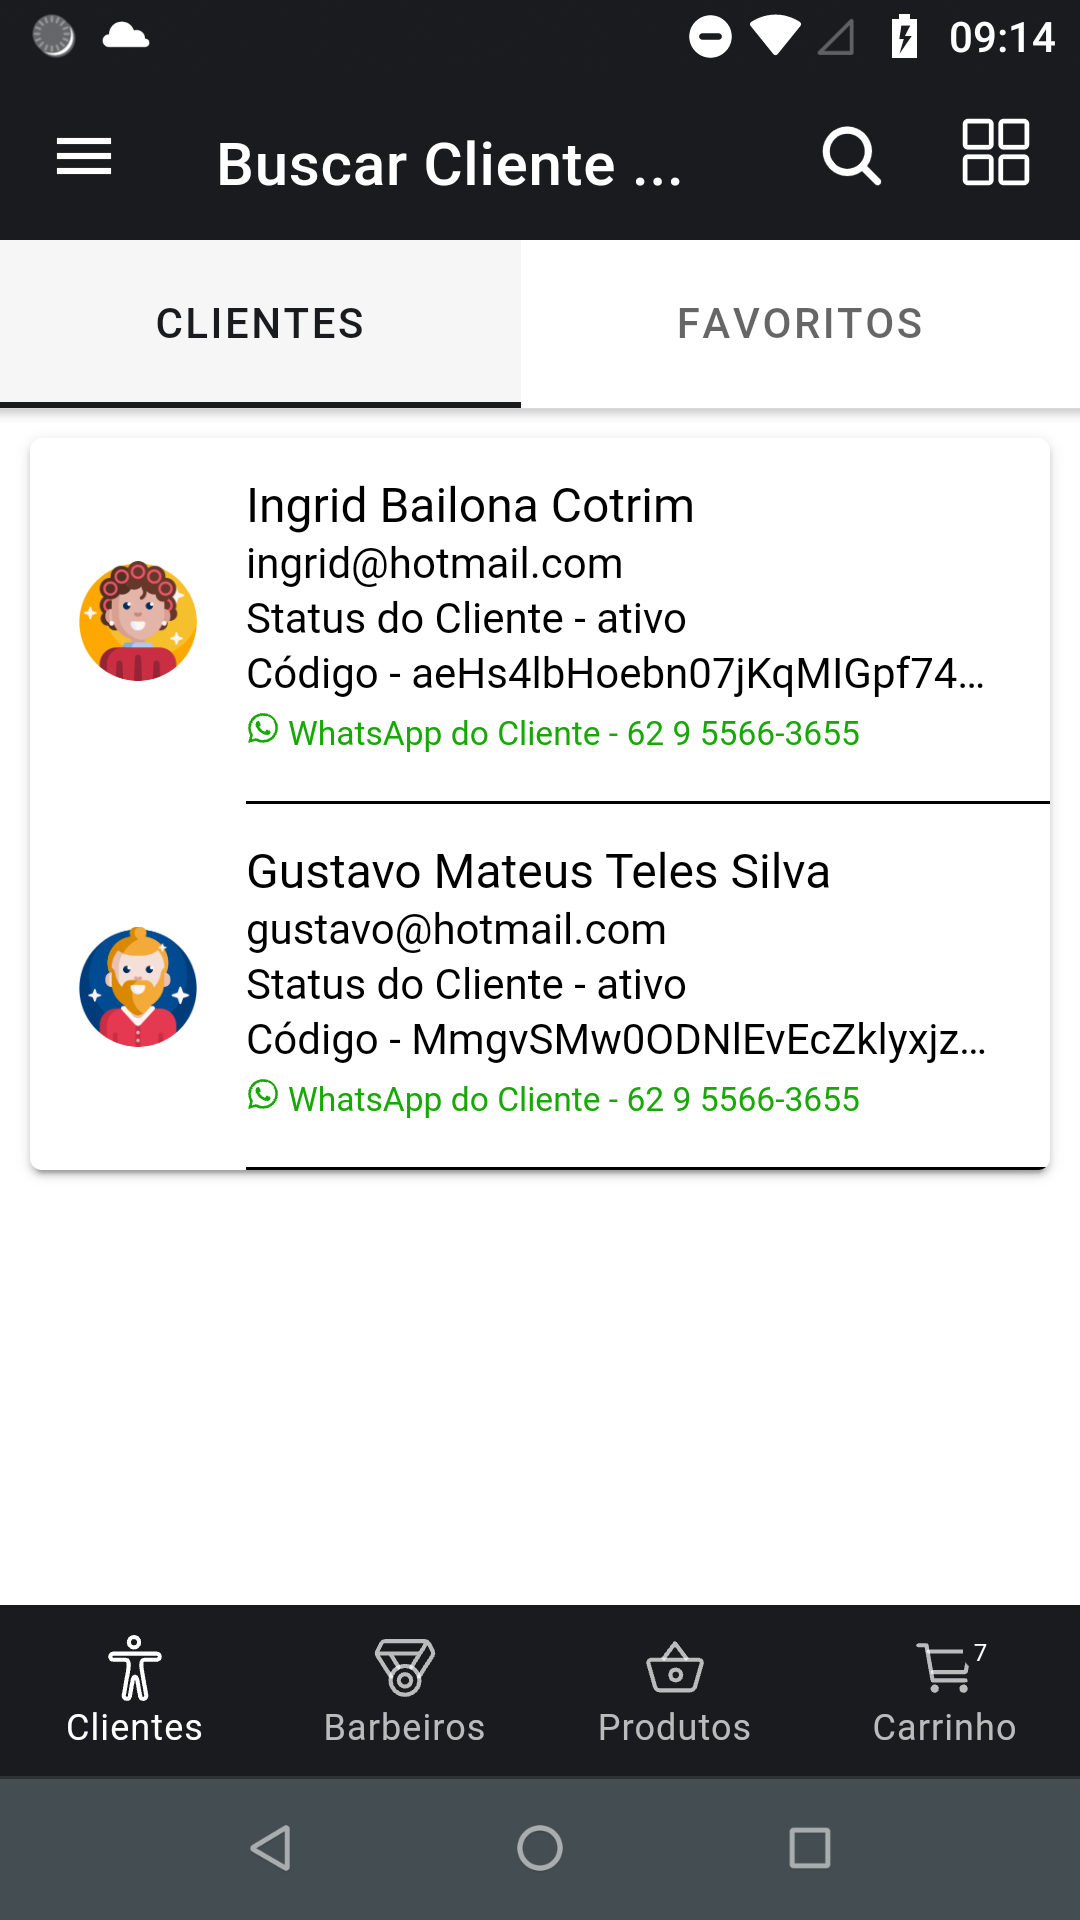 09:14
Buscar Cliente ...
CLIENTES
FAVORITOS
Ingrid Bailona Cotrim
ingrid@hotmail.com
Status do Cliente - ativo
Código - aeHs4lbHoebn07jKqMIGpf74...
WhatsApp do Cliente - 62 9 5566-3655
Gustavo Mateus Teles Silva
gustavo@hotmail.com
Status do Cliente - ativo
Código - MmgvSMw0ODNlEvEcZklyxjz...
WhatsApp do Cliente - 62 9 5566-3655
7
Clientes
Barbeiros
Produtos
Carrinho